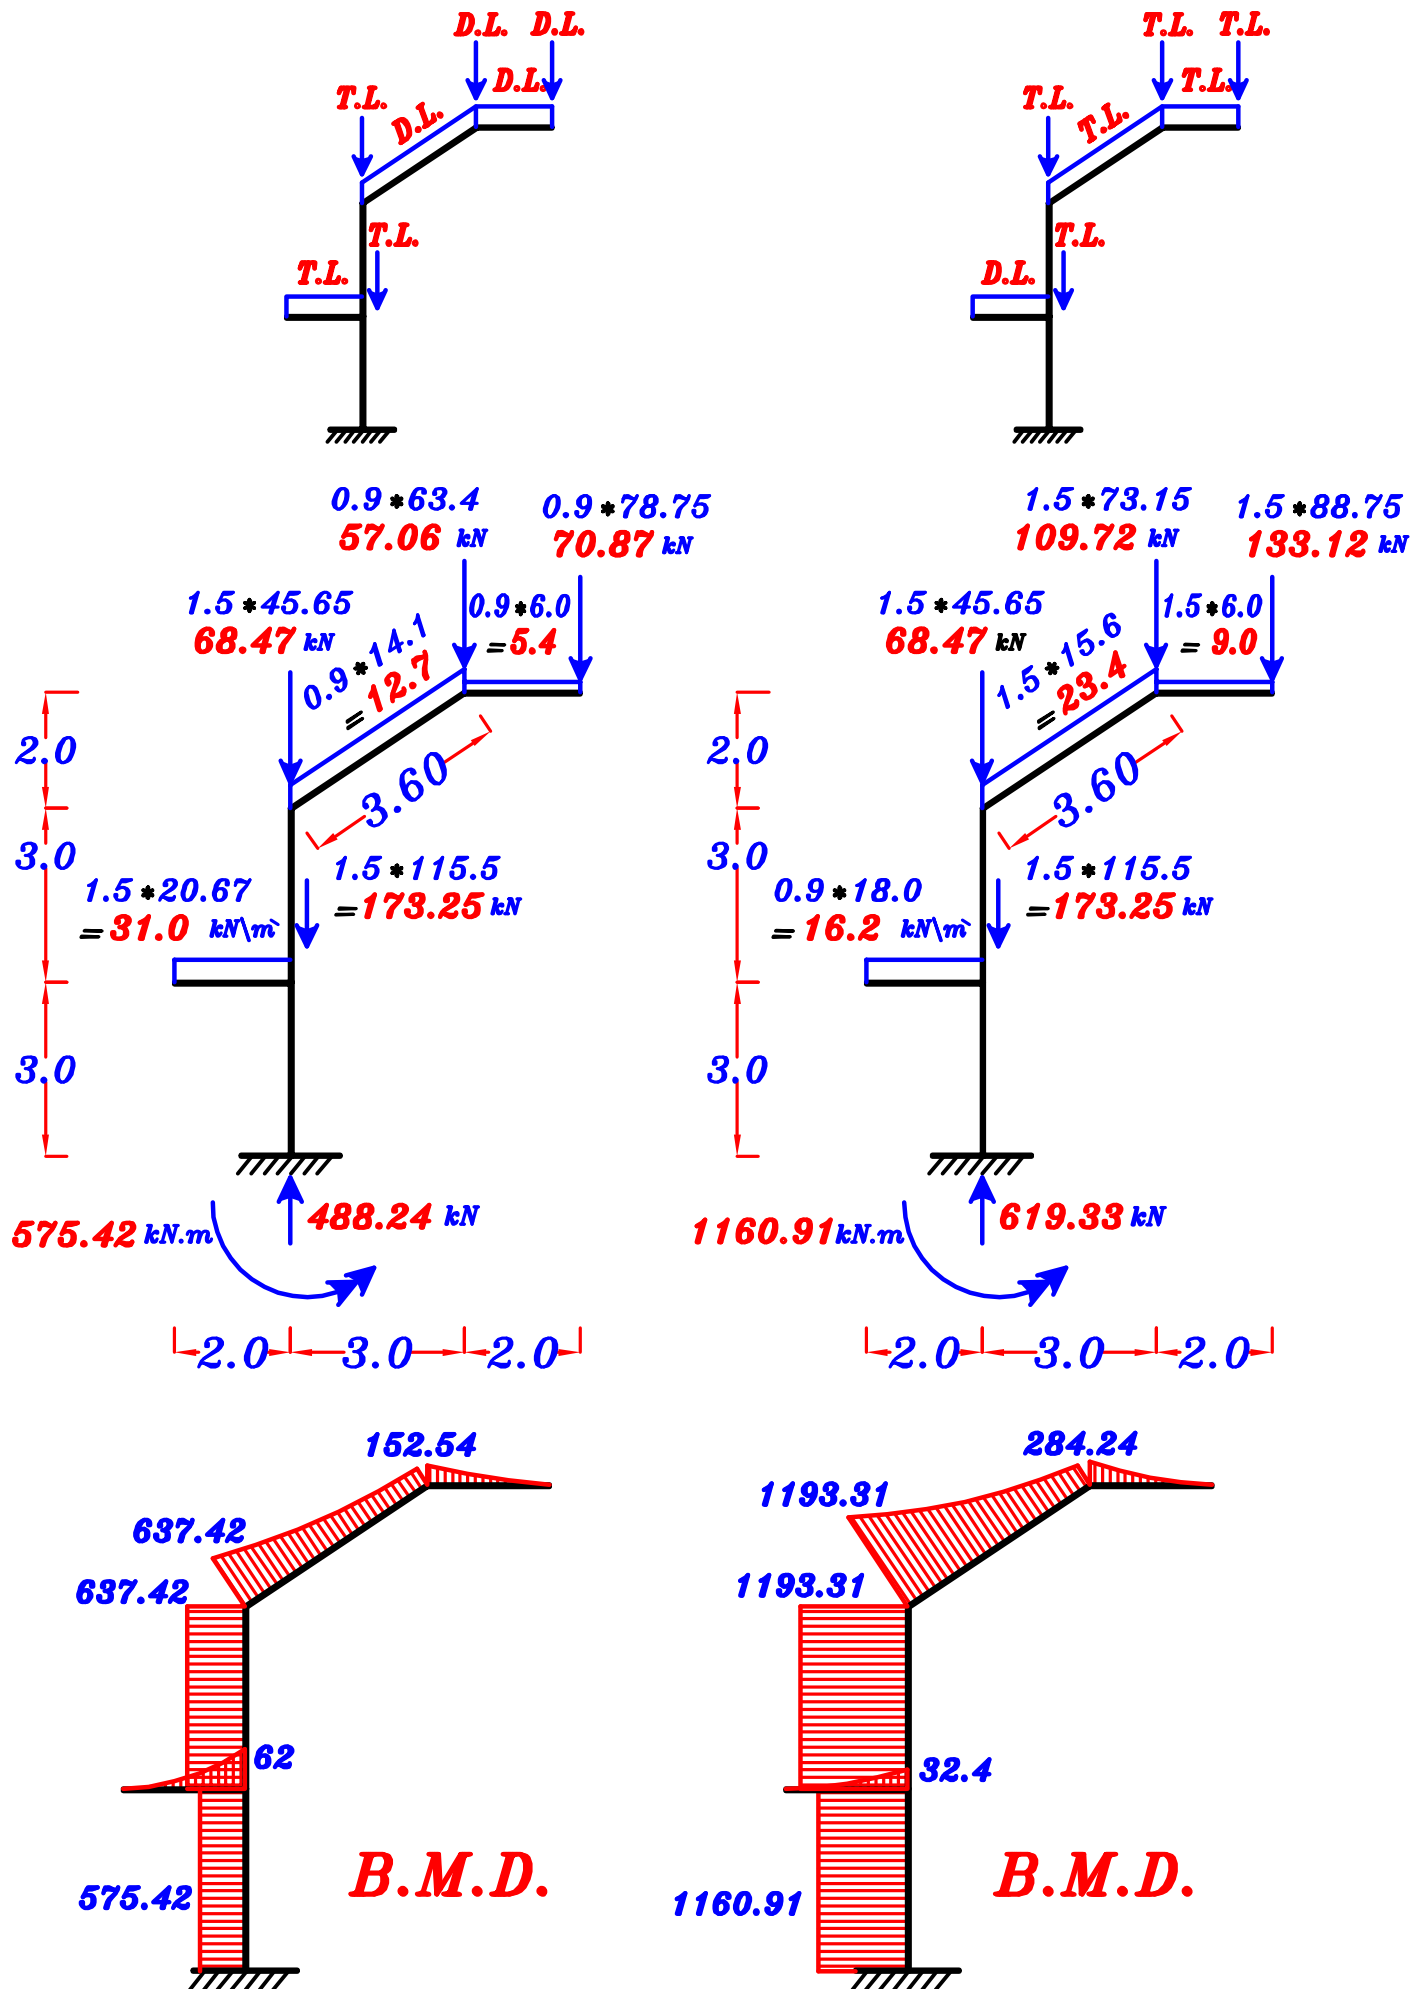 D.L. D.L.
D.L.
T.L.
D.L.
T.L.
T.L.
T.L. T.L.
T.L.
T.L.
T.L.
T.L.
D.L.
0.9 *63.4
57.06 kN
0.9 *78.75
70.87 kN
1.5 *45.65
68.47 kN
0.9 *14.1
=12.7
0.9*6.0
=5.4
2.0
3.60
3.0
1.5 *115.5
=173.25 kN
1.5 *20.67
=31.0 kN\m`
3.0
488.24 kN
575.42 kN.m
2.0 3.0 2.0
1.5 *73.15
109.72 kN
1.5 *88.75
133.12 kN
1.5 *45.65
68.47 kN
1.5 *15.6
=23.4
1.5*6.0
= 9.0
2.0
3.60
3.0
1.5 *115.5
=173.25 kN
0.9 *18.0
=16.2 kN\m`
3.0
619.33 kN
1160.91kN.m
2.0 3.0 2.0
152.54
637.42
637.42
62
575.42
B.M.D.
284.24
1193.31
1193.31
32.4
1160.91
B.M.D.